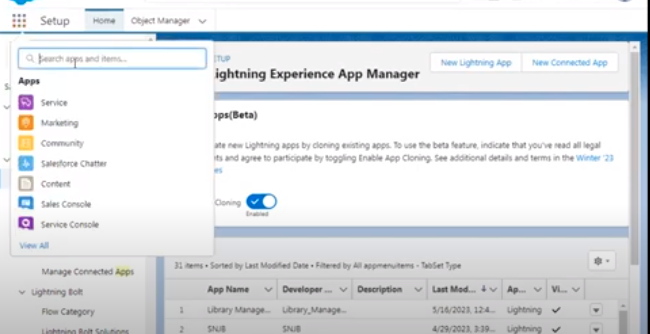 Setup
Home
Object Manager
Search apps and items...
Apps
Service
Marketing
Community
Salesforce Chatter
Content
Sales Console
Service Console
View All
Manage Connected Apps
Lightning Bolt
Flow Category
Lightning Bolt Solutions
ETUP
ightning Experience App Manager
New Lightning App
New Connected App
pps(Beta)
ate new Lightning apps by cloning existing apps. To use the beta feature, indicate that you've read all legal
ts and agree to participate by toggling Enable App Cloning. See additional details and terms in the Winter '23
es
Cloning
Enabled
31 items • Sorted by Last Modified Date • Filtered by All appmenuitems - TabSet Type
App Name Developer ... Description Last Mod... Ap... Vi...
1 Library Manage... Library_Manage... 5/16/2023, 12:4... Lightning
2 SNJB SNJB 4/29/2023, 3:39... Lightning